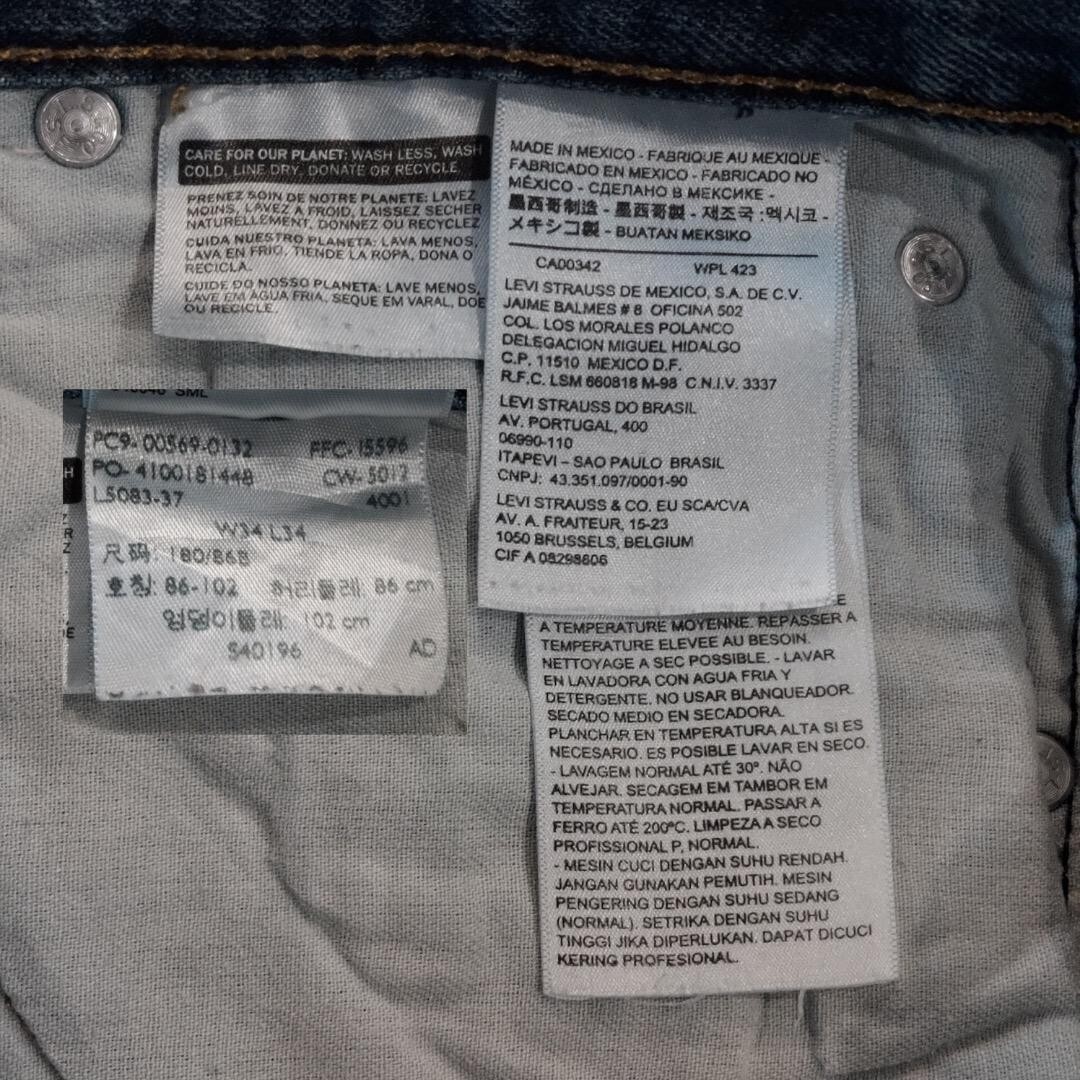 CARE FOR OUR PLANET: WASH LESS, WASH
COLD, LINE DRY, DONATE OR RECYCLE.
PRENEZ SOIN DE NOTRE PLANETE: LAVEZ
MOINS, LAVEZ A FROID, LAISSEZ SECHER
NATURELLEMENT, DONNEZ OU RECYCLEZ
CUIDA NUESTRO PLANETA: LAVA MENOS,
LAVA EN FRIO, TIENDE LA ROPA, DONA O
RECICLA.
CUIDE DO NOSSO PLANETA: LAVE MENOS,
LAVE EM AGUA FRIA, SEQUE EM VARAL, DOE
OU RECICLE.
MADE IN MEXICO - FABRIQUE AU MEXIQUE -
FABRICADO EN MEXICO - FABRICADO NO
MÉXICO - СДЕЛАНО В МЕКСИКЕ -
墨西哥制造 - 墨西哥製 - 제조국 :멕시코 -
メキシコ製 - BUATAN MEKSIKO
CA00342 WPL 423
LEVI STRAUSS DE MEXICO, S.A. DE C.V.
JAIME BALMES # 8 OFICINA 502
COL. LOS MORALES POLANCO
DELEGACION MIGUEL HIDALGO
C.P. 11510 MEXICO D.F.
R.F.C. LSM 660818 M-98 C.N.I.V. 3337
LEVI STRAUSS DO BRASIL
AV. PORTUGAL, 400
06990-110
ITAPEVI – SAO PAULO BRASIL
CNPJ: 43.351.097/0001-90
LEVI STRAUSS & CO. EU SCA/CVA
AV. A. FRAITEUR, 15-23
1050 BRUSSELS, BELGIUM
CIF A 08298606
SML
PC9-00569-0132 FFC-15596
PO-4100181448 CW-5012
L5083-37 4001
W34 L34
尺码: 180/86B
호칭: 86-102 허리둘레: 86 cm
엉덩이둘레: 102 cm
S40196 AD
A TEMPERATURE MOYENNE. REPASSER A
TEMPERATURE ELEVEE AU BESOIN.
NETTOYAGE A SEC POSSIBLE. - LAVAR
EN LAVADORA CON AGUA FRIA Y
DETERGENTE. NO USAR BLANQUEADOR.
SECADO MEDIO EN SECADORA.
PLANCHAR EN TEMPERATURA ALTA SI ES
NECESARIO. ES POSIBLE LAVAR EN SECO.
- LAVAGEM NORMAL ATÉ 30º. NÃO
ALVEJAR. SECAGEM EM TAMBOR EM
TEMPERATURA NORMAL. PASSAR A
FERRO ATÉ 200ºC. LIMPEZA A SECO
PROFISSIONAL P, NORMAL.
- MESIN CUCI DENGAN SUHU RENDAH.
JANGAN GUNAKAN PEMUTIH. MESIN
PENGERING DENGAN SUHU SEDANG
(NORMAL). SETRIKA DENGAN SUHU
TINGGI JIKA DIPERLUKAN. DAPAT DICUCI
KERING PROFESIONAL.